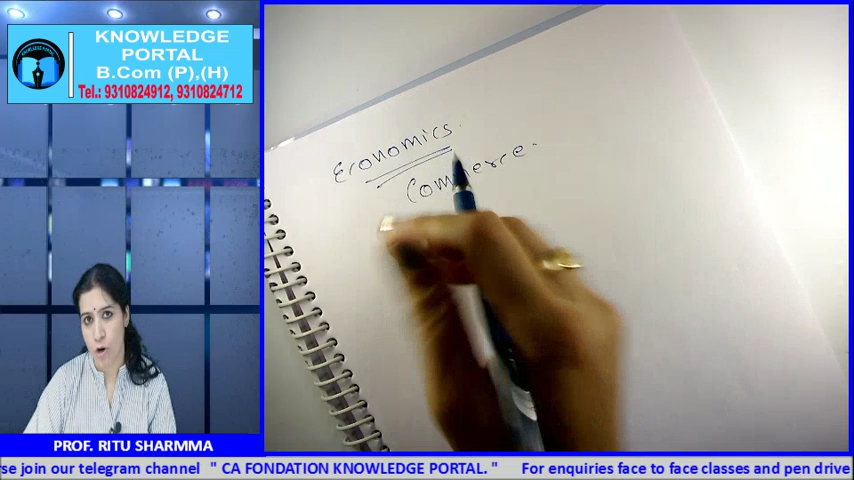 KNOWLEDGE
PORTAL
B.Com (P),(H)
Tel.: 9310824912, 9310824712
Economics
Commerce
PROF. RITU SHARMMA
se join our telegram channel " CA FONDATION KNOWLEDGE PORTAL. " For enquiries face to face classes and pen drive